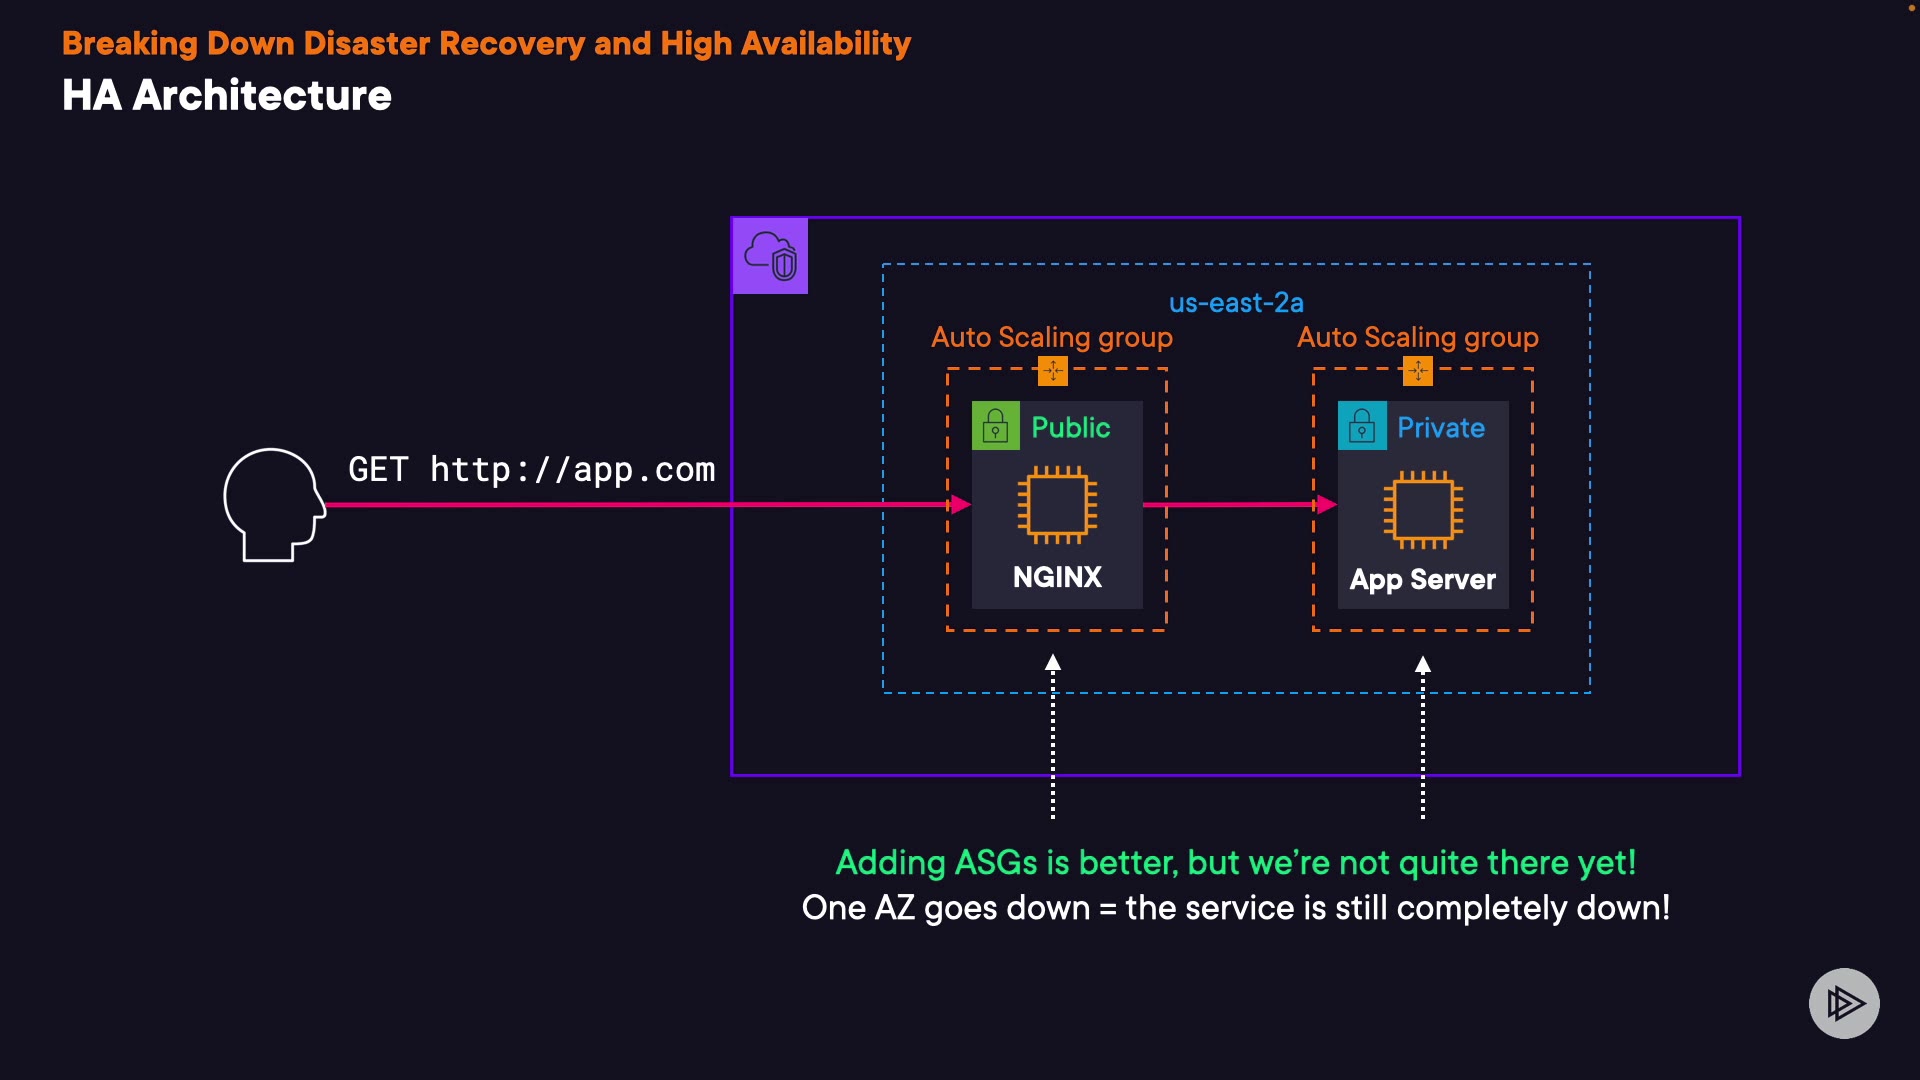 Breaking Down Disaster Recovery and High Availability
HA Architecture
us-east-2a
Auto Scaling group
Auto Scaling group
Public
Private
GET http://app.com
NGINX
App Server
Adding ASGs is better, but we’re not quite there yet!
One AZ goes down = the service is still completely down!